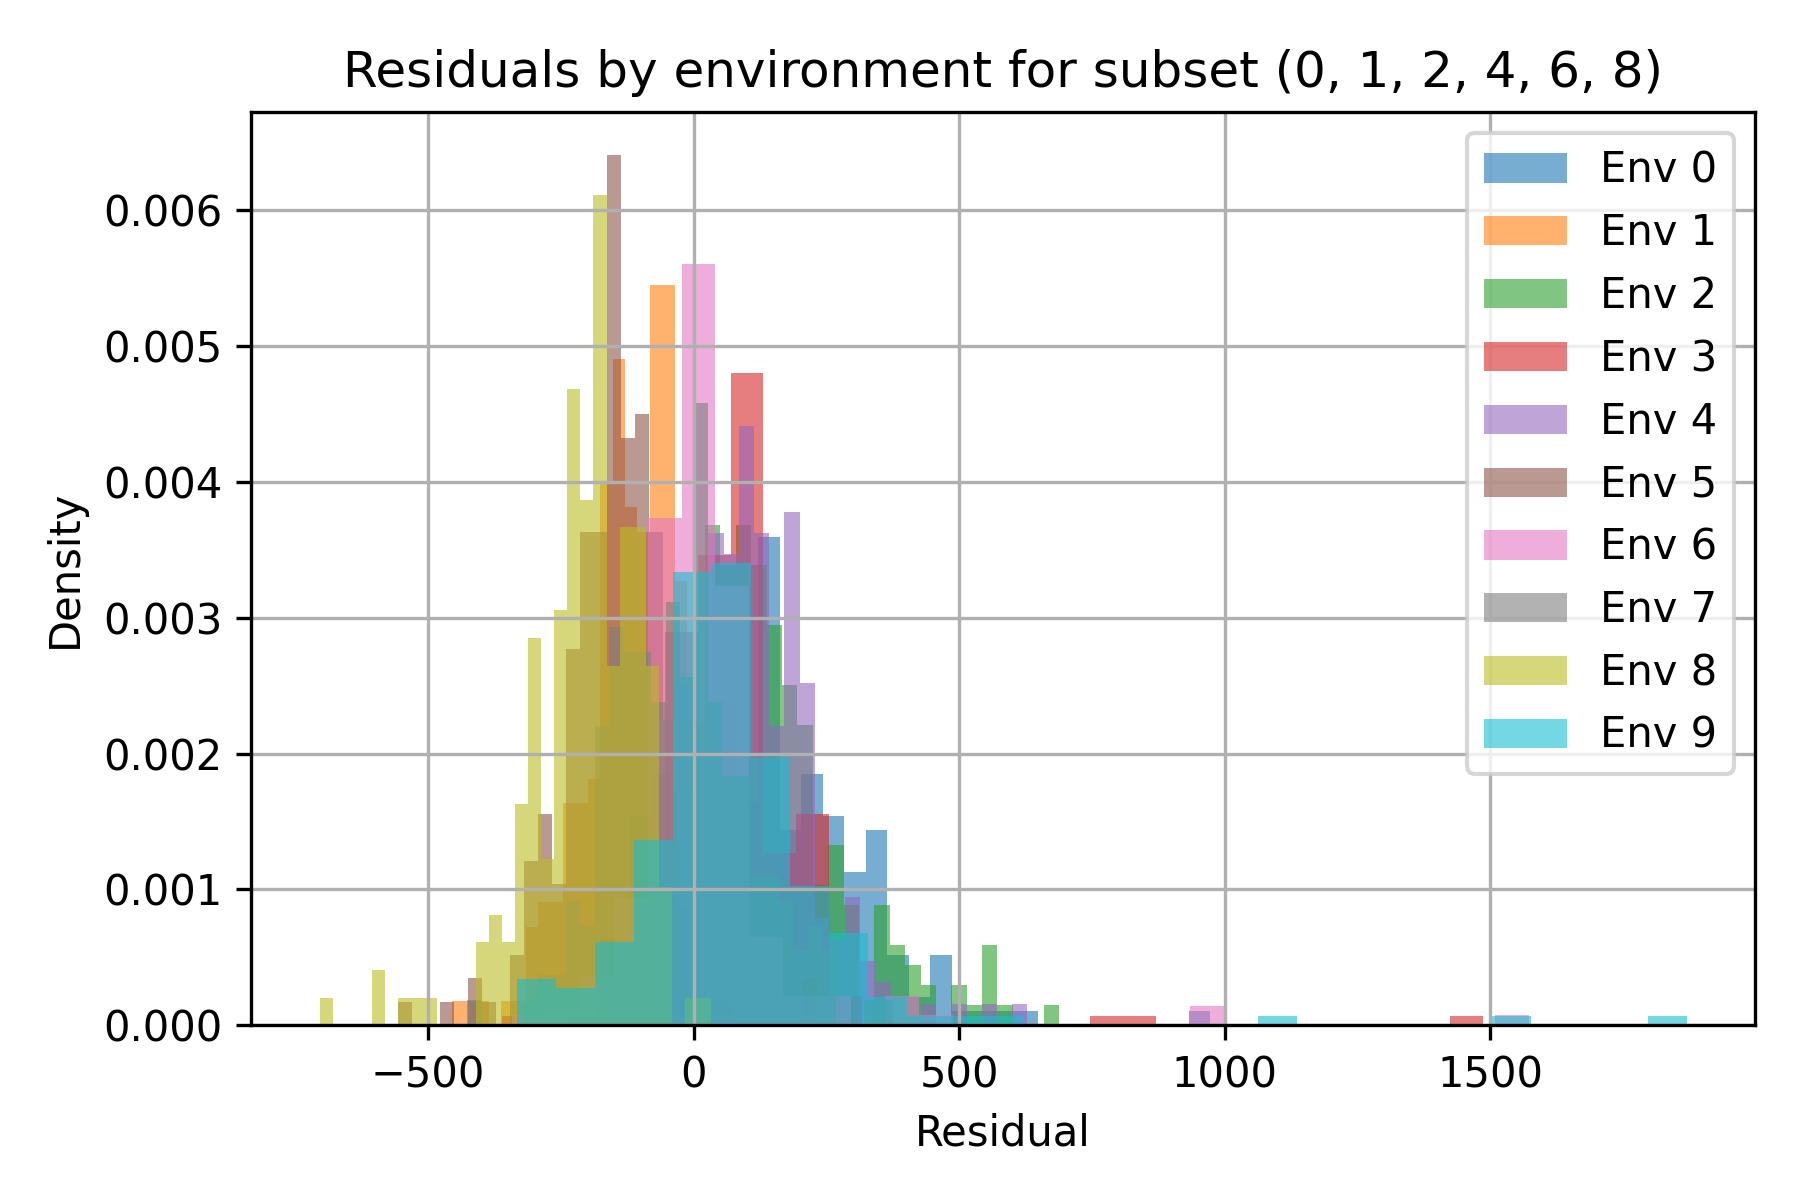 Residuals by environment for subset (0, 1, 2, 4, 6, 8)
Env 0
Env 1
Env 2
Env 3
Env 4
Env 5
Env 6
Env 7
Env 8
Env 9
Density
0.006
0.005
0.004
0.003
0.002
0.001
0.000
−500
0
500
1000
1500
Residual